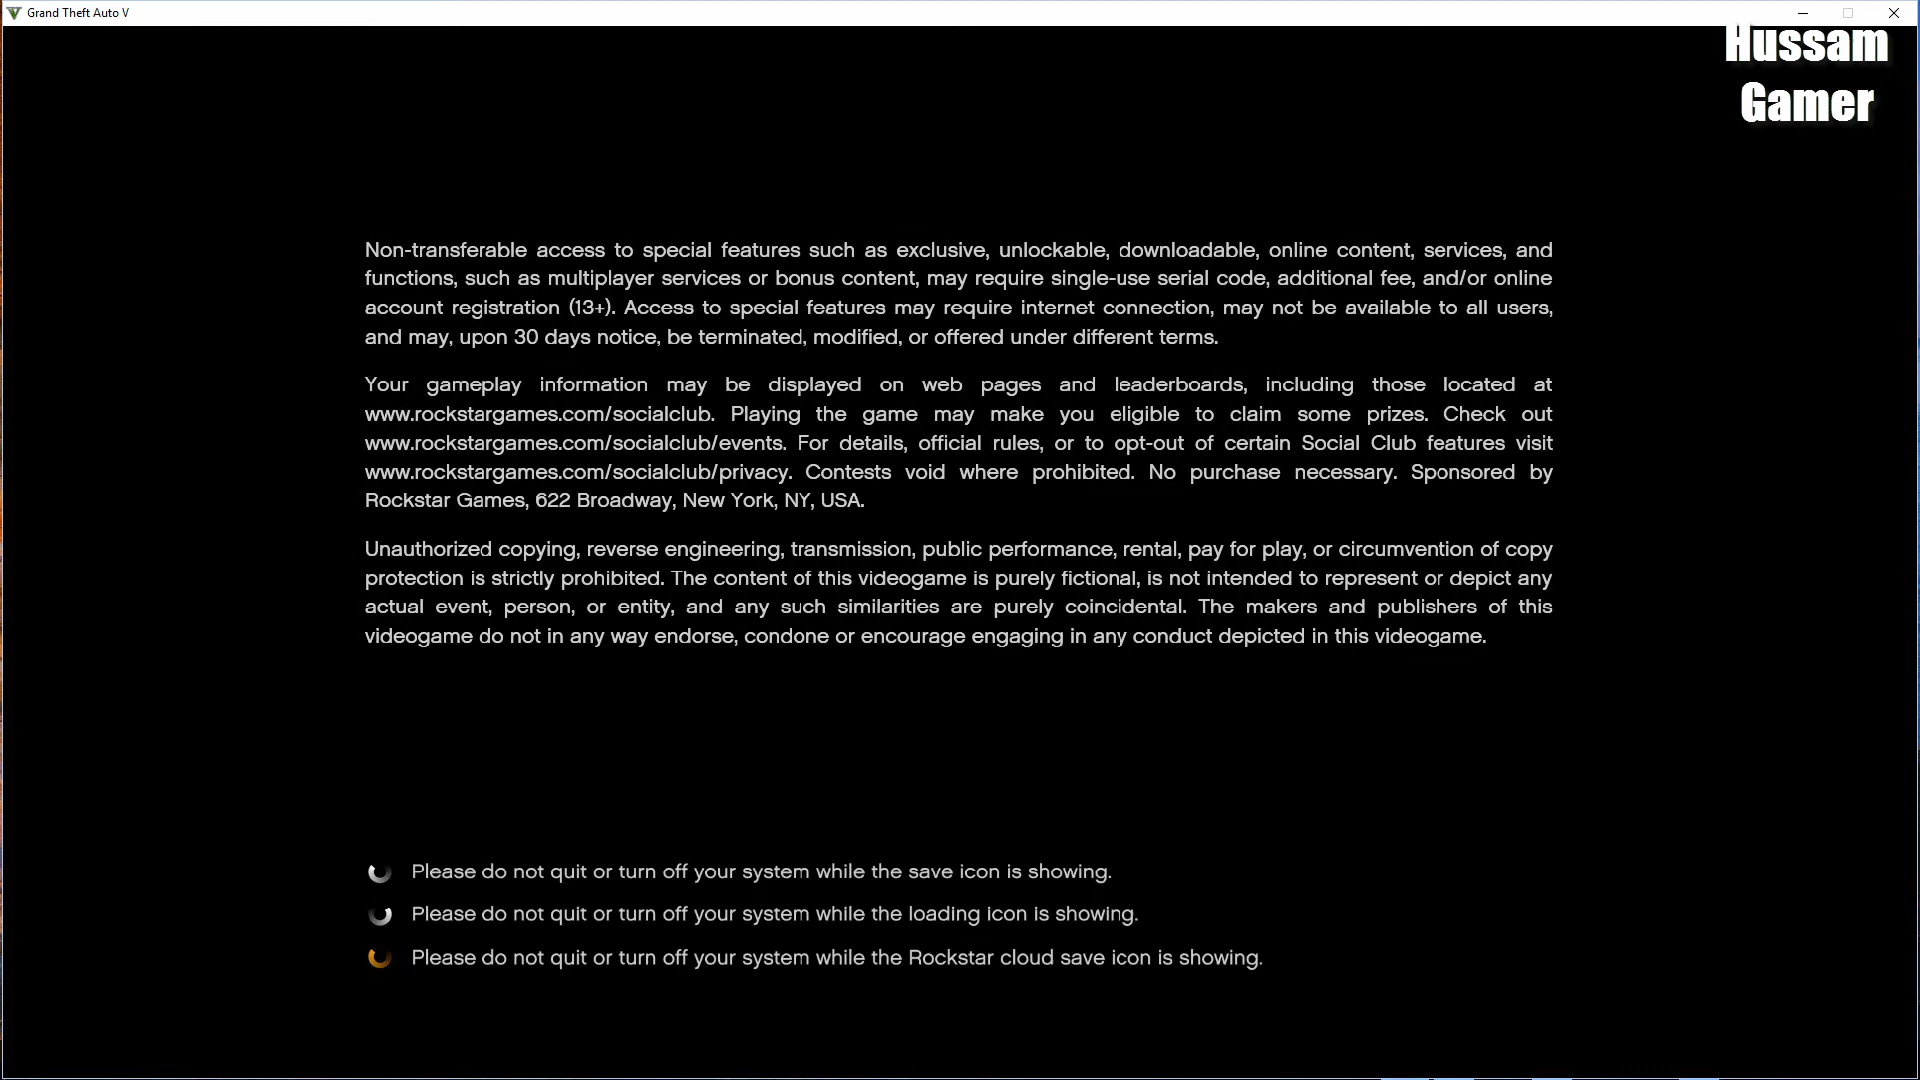 Grand Theft Auto V
Hussam
Gamer
Non-transferable access to special features such as exclusive, unlockable, downloadable, online content, services, and
functions, such as multiplayer services or bonus content, may require single-use serial code, additional fee, and/or online
account registration (13+). Access to special features may require internet connection, may not be available to all users,
and may, upon 30 days notice, be terminated, modified, or offered under different terms.
Your gameplay information may be displayed on web pages and leaderboards, including those located at
www.rockstargames.com/socialclub. Playing the game may make you eligible to claim some prizes. Check out
www.rockstargames.com/socialclub/events. For details, official rules, or to opt-out of certain Social Club features visit
www.rockstargames.com/socialclub/privacy. Contests void where prohibited. No purchase necessary. Sponsored by
Rockstar Games, 622 Broadway, New York, NY, USA.
Unauthorized copying, reverse engineering, transmission, public performance, rental, pay for play, or circumvention of copy
protection is strictly prohibited. The content of this videogame is purely fictional, is not intended to represent or depict any
actual event, person, or entity, and any such similarities are purely coincidental. The makers and publishers of this
videogame do not in any way endorse, condone or encourage engaging in any conduct depicted in this videogame.
Please do not quit or turn off your system while the save icon is showing.
Please do not quit or turn off your system while the loading icon is showing.
Please do not quit or turn off your system while the Rockstar cloud save icon is showing.